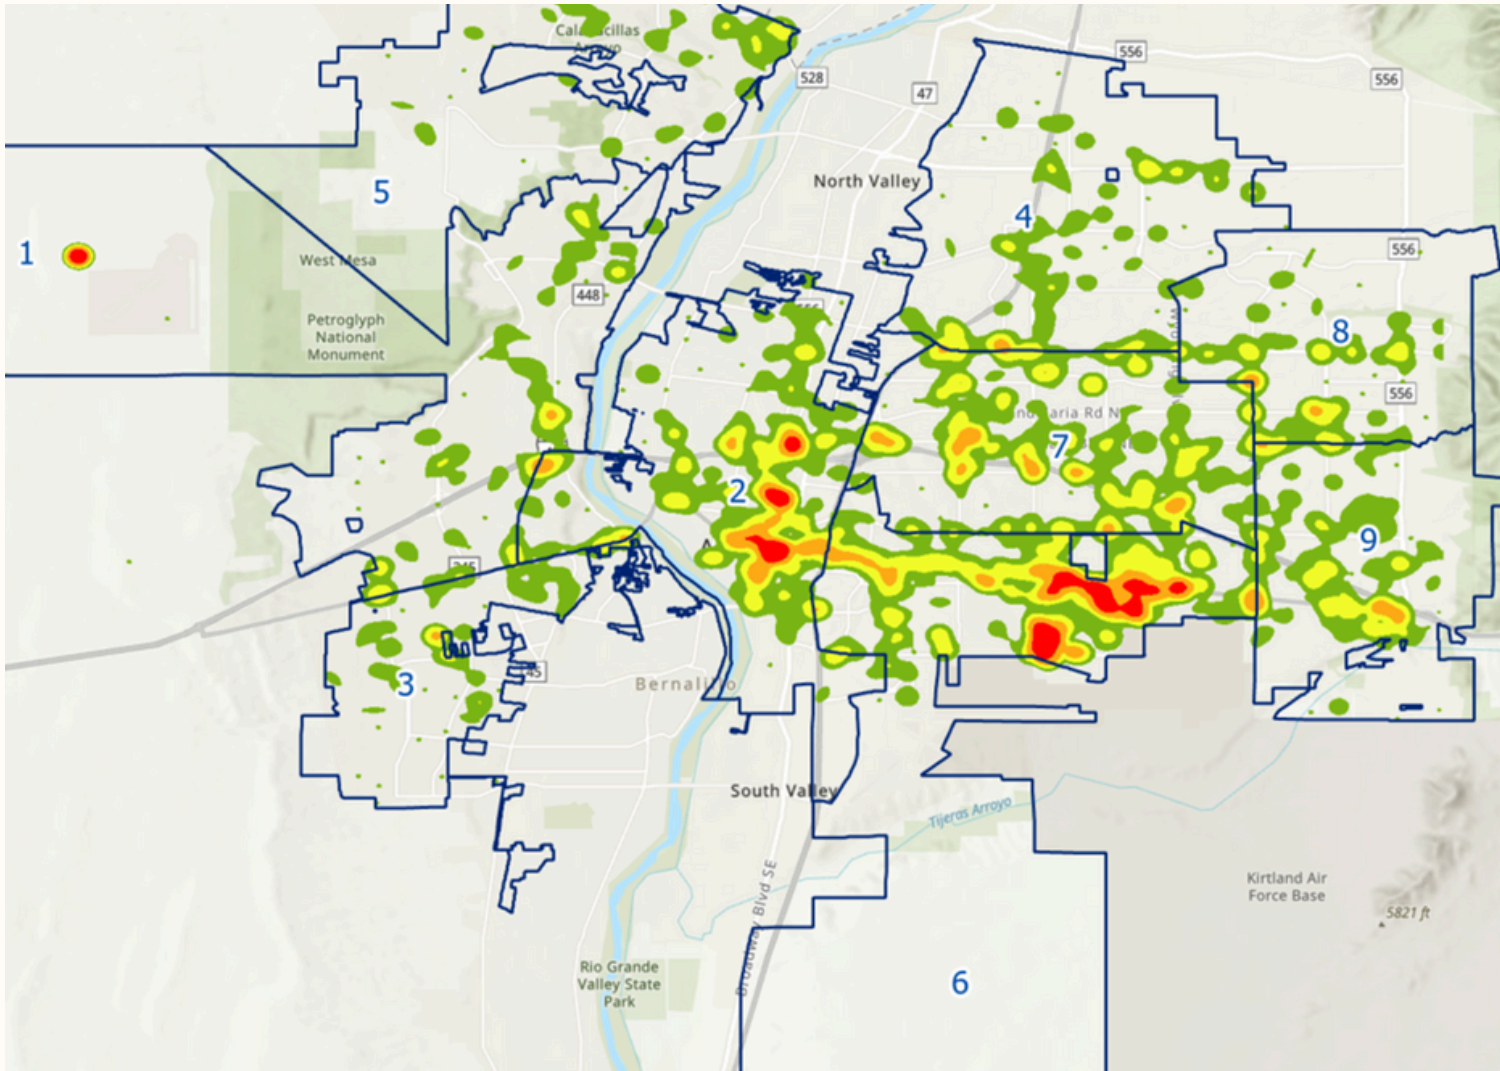 Calabacillas
Arroyo
556
528
556
47
North Valley
5
4
1
West Mesa
556
448
Petroglyph
National
Monument
8
556
7
2
9
3
Bernalillo
South Valley
Tijeras Arroyo
Broadway Blvd SE
Kirtland Air
Force Base
5821 ft
Rio Grande
Valley State
Park
6